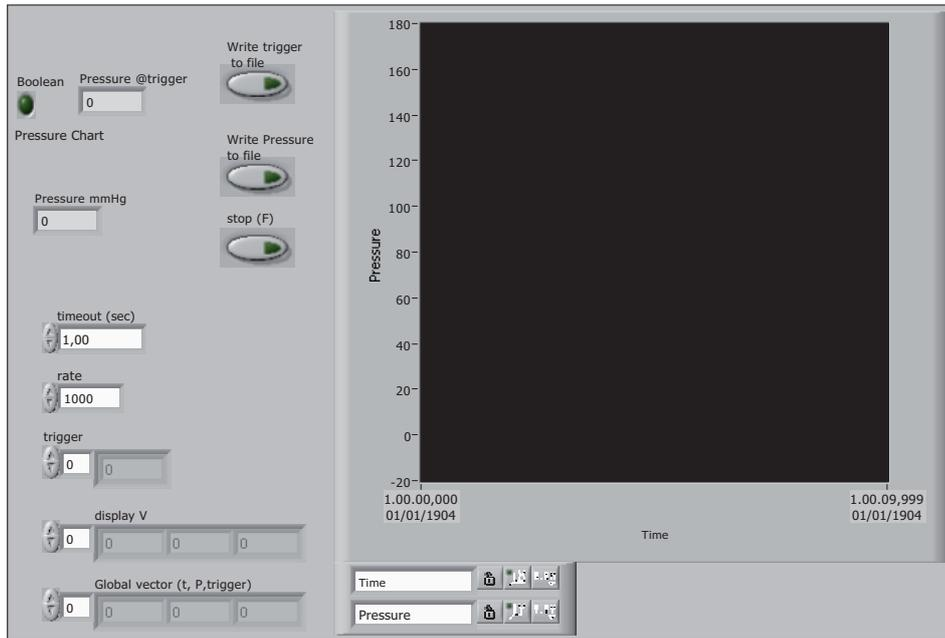 Write trigger
to file
Boolean
Pressure @trigger
0
Pressure Chart
Write Pressure
to file
Pressure mmHg
0
stop (F)
timeout (sec)
1,00
rate
1000
trigger
0
0
display V
0
0
0
0
Global vector (t, P,trigger)
0
0
0
0
180
160
140
120
100
80
60
40
20
0
-20
Pressure
1.00.00,000
01/01/1904
1.00.09,999
01/01/1904
Time
Time
Pressure